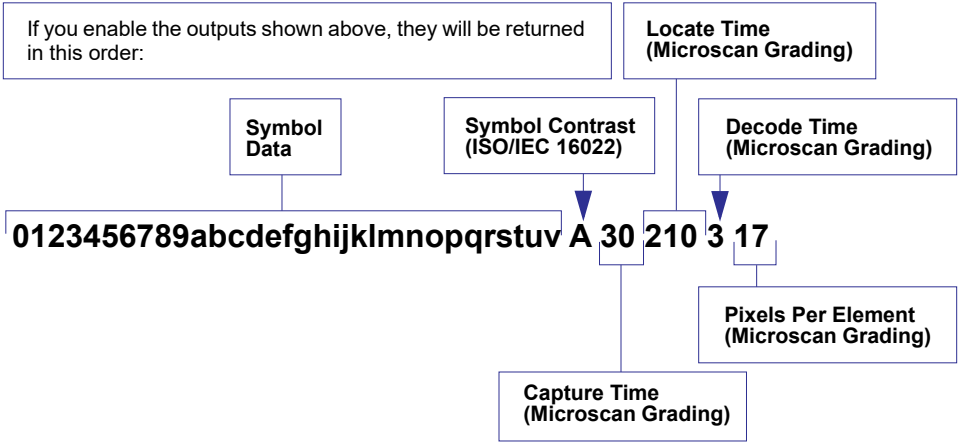 If you enable the outputs shown above, they will be returned
in this order:
Locate Time
(Microscan Grading)
Symbol
Data
Symbol Contrast
(ISO/IEC 16022)
Decode Time
(Microscan Grading)
0123456789abcdefghijklmnopqrstuv A 30 210 3 17
Pixels Per Element
(Microscan Grading)
Capture Time
(Microscan Grading)